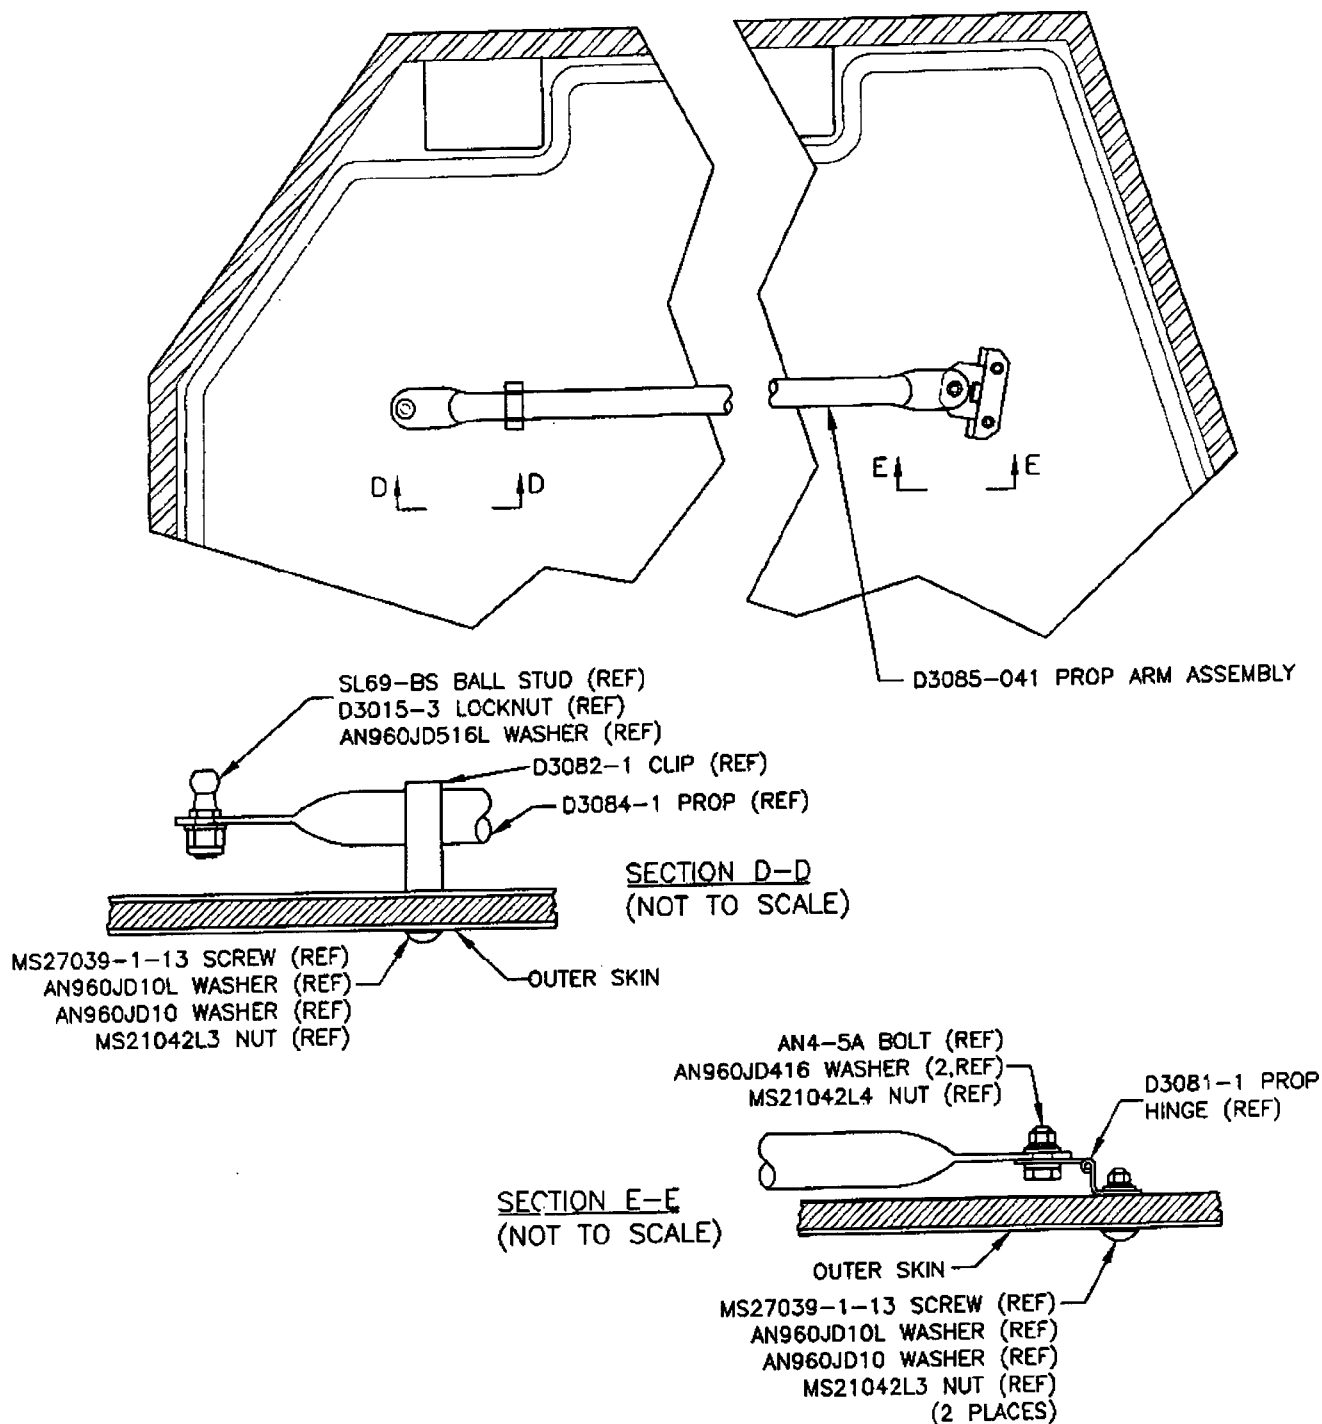 D
D
E
E
D3085-041 PROP ARM ASSEMBLY
SL69-BS BALL STUD (REF)
D3015-3 LOCKNUT (REF)
AN960JD516L WASHER (REF)
D3082-1 CLIP (REF)
D3084-1 PROP (REF)
SECTION D-D
(NOT TO SCALE)
MS27039-1-13 SCREW (REF)
AN960JD10L WASHER (REF)
AN960JD10 WASHER (REF)
MS21042L3 NUT (REF)
OUTER SKIN
AN4-5A BOLT (REF)
AN960JD416 WASHER (2,REF)
MS21042L4 NUT (REF)
D3081-1 PROP
HINGE (REF)
SECTION E-E
(NOT TO SCALE)
OUTER SKIN
MS27039-1-13 SCREW (REF)
AN960JD10L WASHER (REF)
AN960JD10 WASHER (REF)
MS21042L3 NUT (REF)
(2 PLACES)